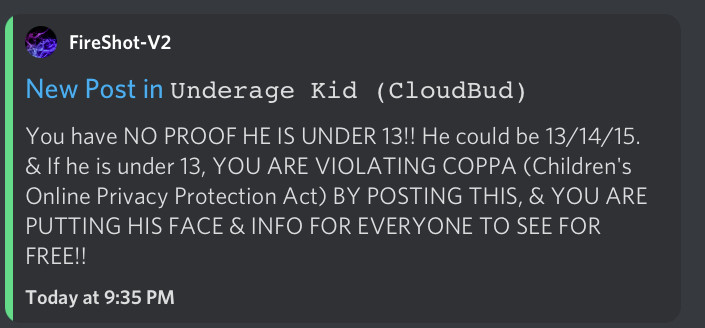 FireShot-V2
New Post in Underage Kid (CloudBud)
You have NO PROOF HE IS UNDER 13!! He could be 13/14/15.
& If he is under 13, YOU ARE VIOLATING COPPA (Children's
Online Privacy Protection Act) BY POSTING THIS, & YOU ARE
PUTTING HIS FACE & INFO FOR EVERYONE TO SEE FOR
FREE!!
Today at 9:35 PM